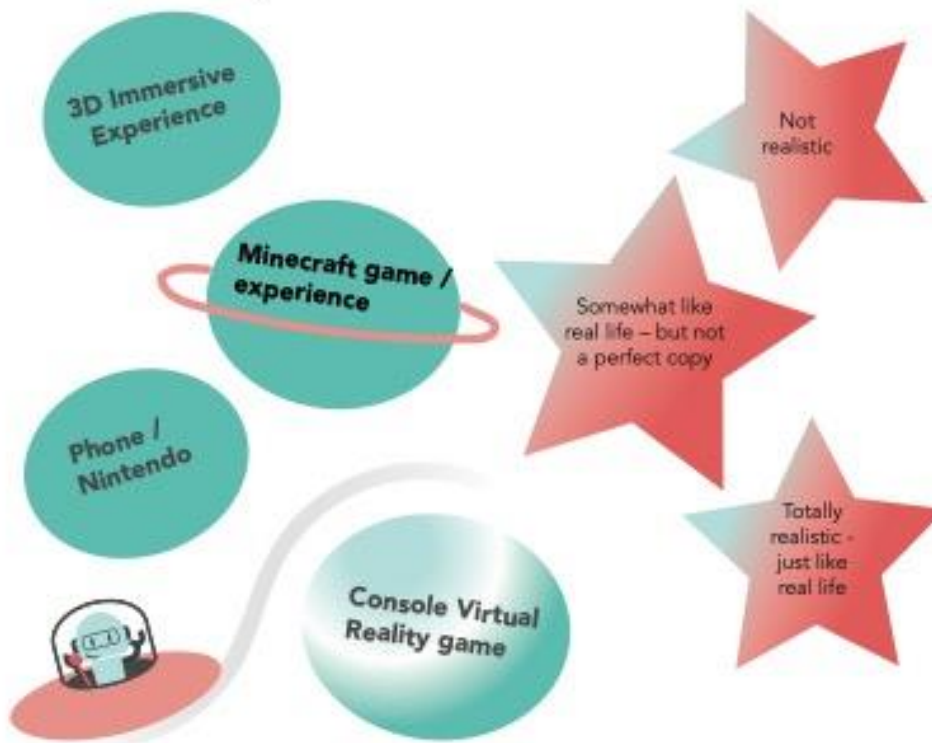 3D Immersive
Experience
Not
realistic
Minecraft game /
experience
Somewhat like
real life – but not
a perfect copy
Phone /
Nintendo
Totally
realistic -
just like
real life
Console Virtual
Reality game